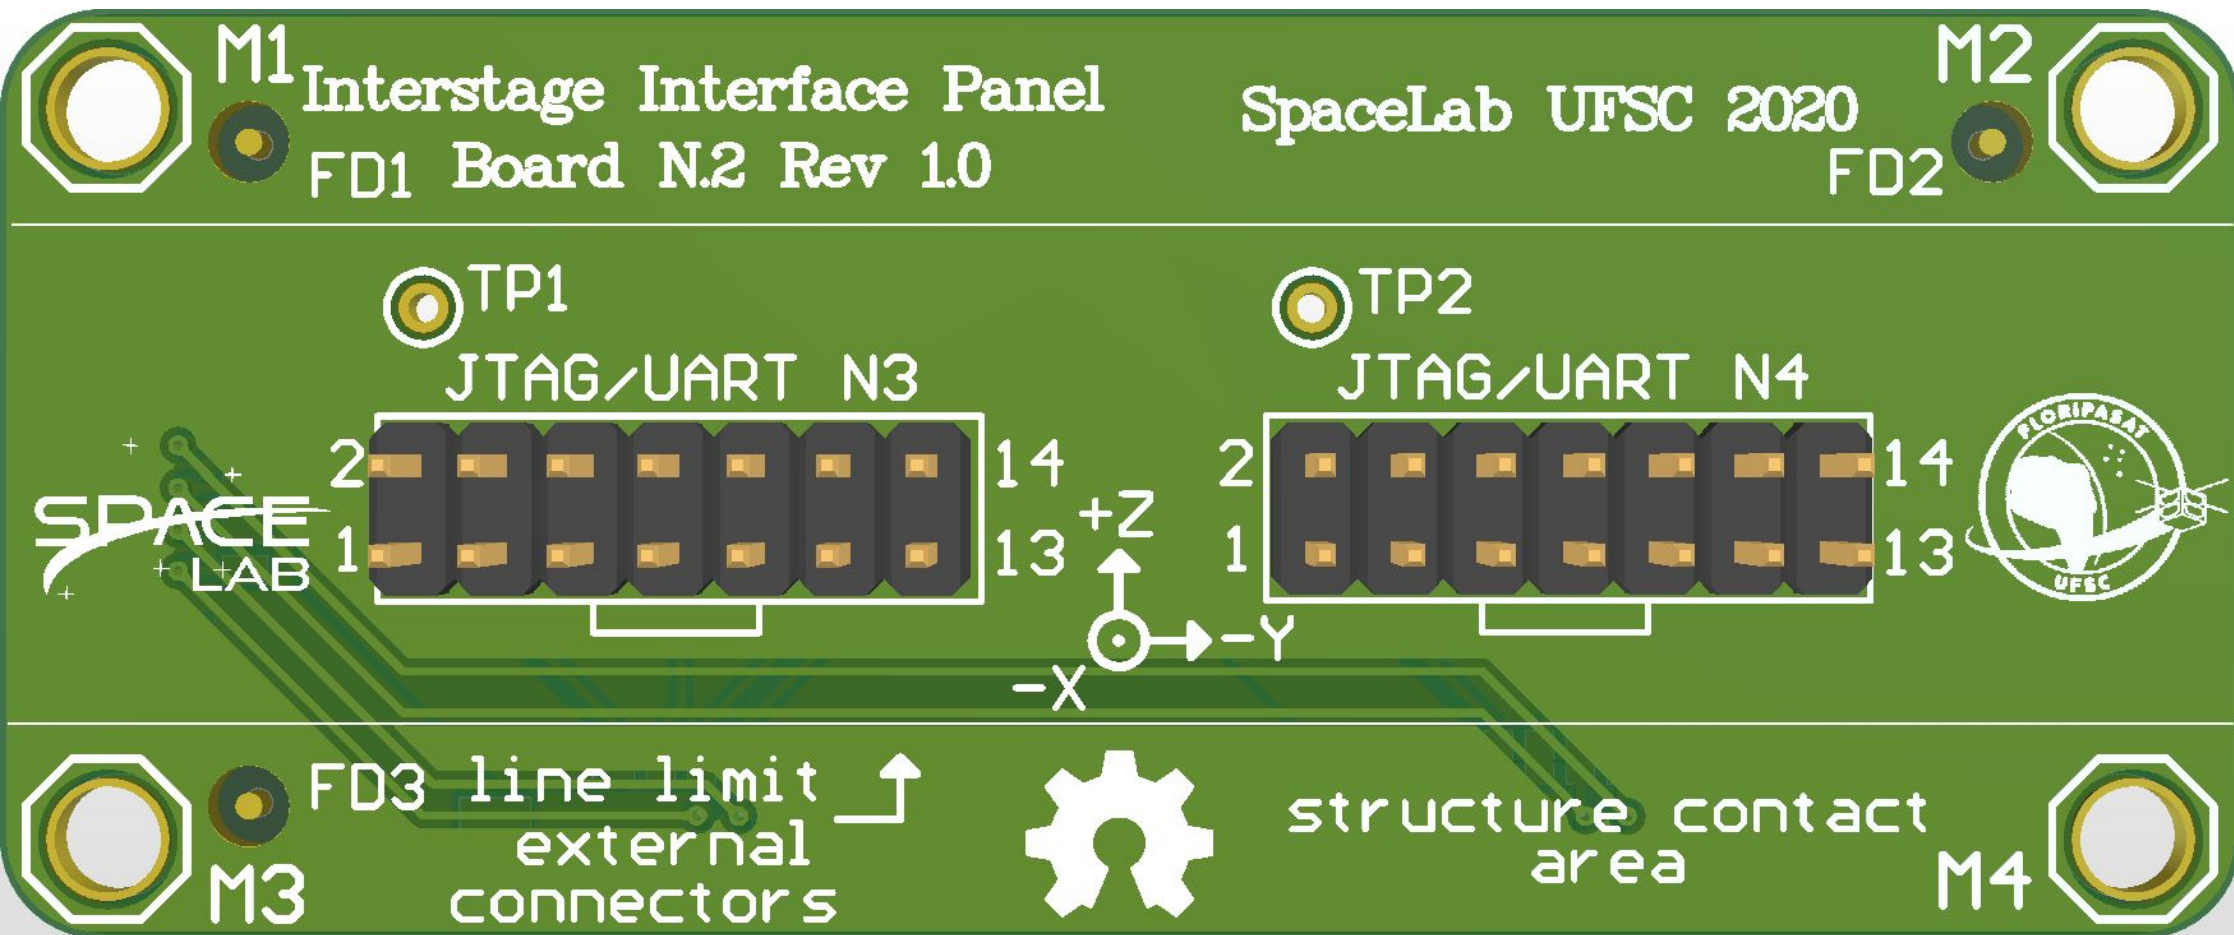 M1
M2
Interstage Interface Panel
SpaceLab UFSC 2020
FD1
Board N.2 Rev 1.0
FD2
TP1
TP2
JTAG/UART N3
JTAG/UART N4
2
14
2
14
FLORIPASAT
SPACE
LAB
1
13
+Z
1
13
UFSC
-Y
-X
FD3
line limit
external
connectors
structure contact
area
M3
M4